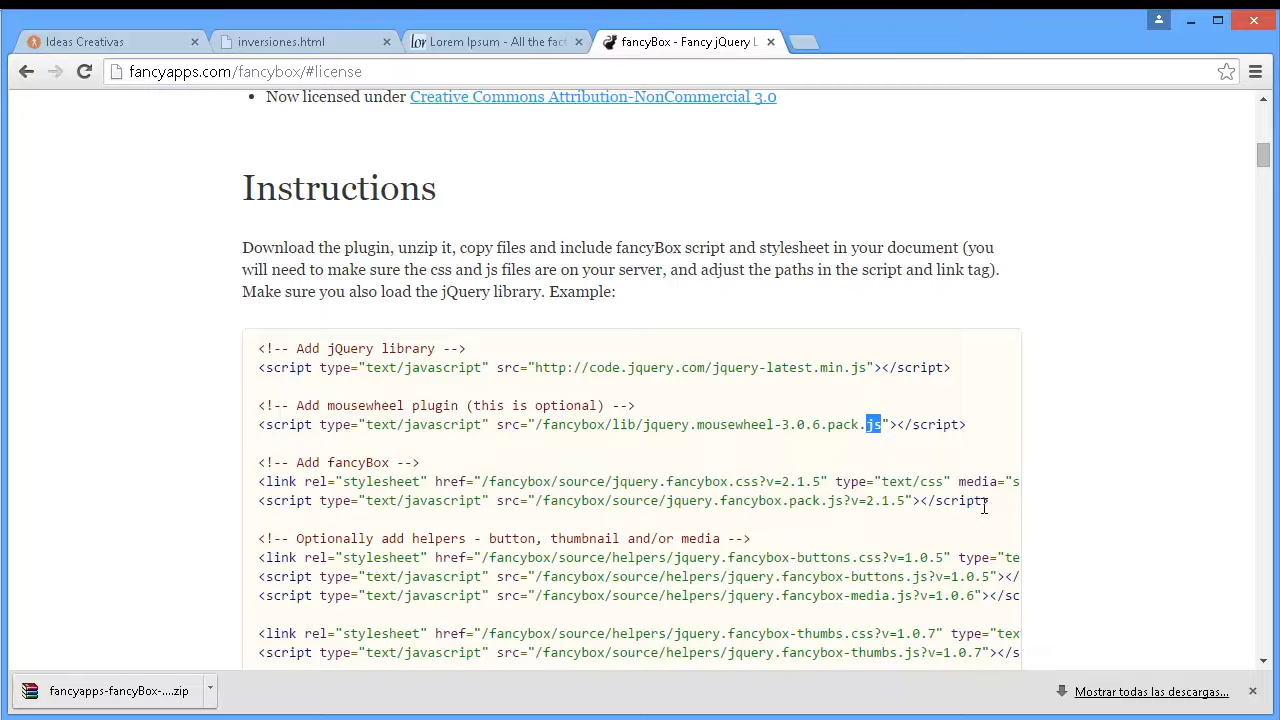 Ideas Creativas
inversiones.html
Lorem Ipsum - All the fac
fancyBox - Fancy jQuery L
fancyapps.com/fancybox/#license
• Now licensed under Creative Commons Attribution-NonCommercial 3.0
Instructions
Download the plugin, unzip it, copy files and include fancyBox script and stylesheet in your document (you
will need to make sure the css and js files are on your server, and adjust the paths in the script and link tag).
Make sure you also load the jQuery library. Example:
<!-- Add jQuery library -->
<script type="text/javascript" src="http://code.jquery.com/jquery-latest.min.js"></script>
<!-- Add mousewheel plugin (this is optional) -->
<script type="text/javascript" src="/fancybox/lib/jquery.mousewheel-3.0.6.pack.js"></script>
<!-- Add fancyBox -->
<link rel="stylesheet" href="/fancybox/source/jquery.fancybox.css?v=2.1.5" type="text/css" media="s
<script type="text/javascript" src="/fancybox/source/jquery.fancybox.pack.js?v=2.1.5"></script>
<!-- Optionally add helpers - button, thumbnail and/or media -->
<link rel="stylesheet" href="/fancybox/source/helpers/jquery.fancybox-buttons.css?v=1.0.5" type="te
<script type="text/javascript" src="/fancybox/source/helpers/jquery.fancybox-buttons.js?v=1.0.5"></
<script type="text/javascript" src="/fancybox/source/helpers/jquery.fancybox-media.js?v=1.0.6"></sc
<link rel="stylesheet" href="/fancybox/source/helpers/jquery.fancybox-thumbs.css?v=1.0.7" type="tex
<script type="text/javascript" src="/fancybox/source/helpers/jquery.fancybox-thumbs.js?v=1.0.7"></s
fancyapps-fancyBox-....zip
Mostrar todas las descargas...